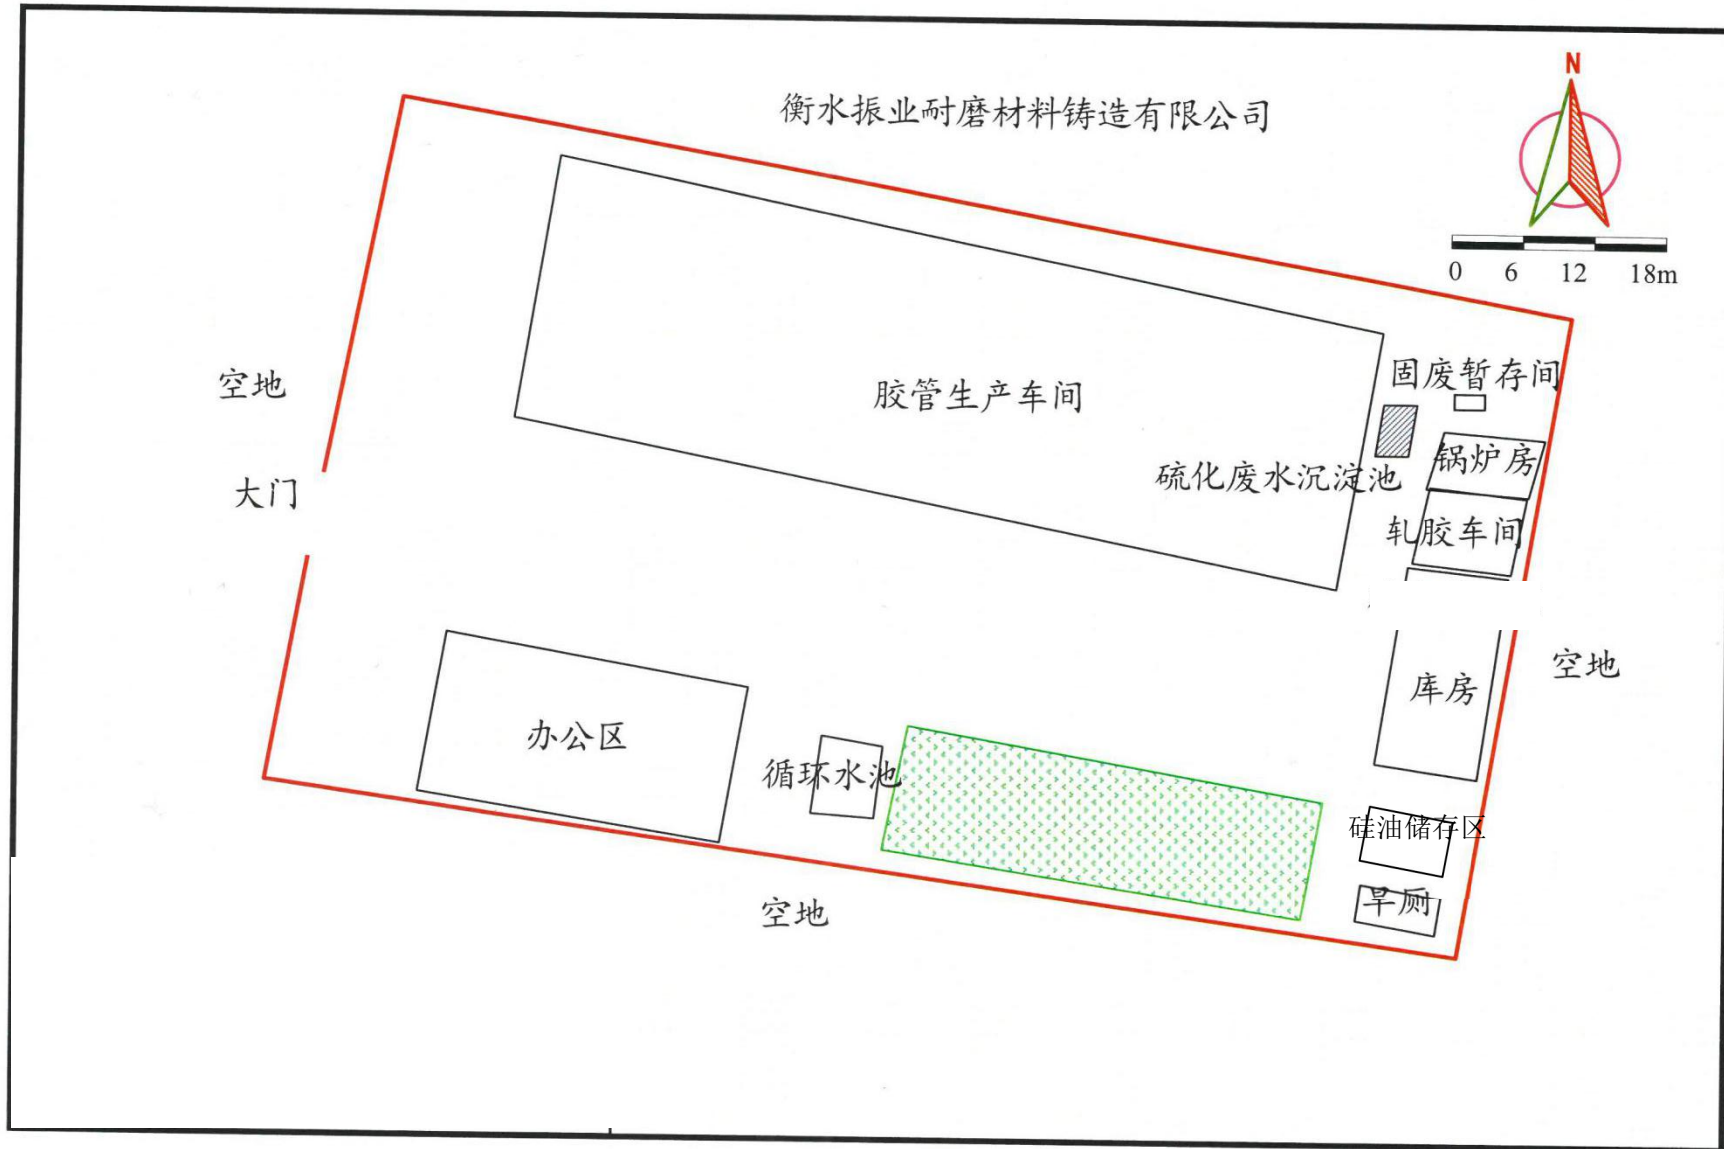 N
衡水振业耐磨材料铸造有限公司
0 6 12 18m
固废暂存间
空地
胶管生产车间
锅炉房
硫化废水沉淀池
大门
轧胶车间
空地
库房
办公区
循环水池
硅油储存区
旱厕
空地